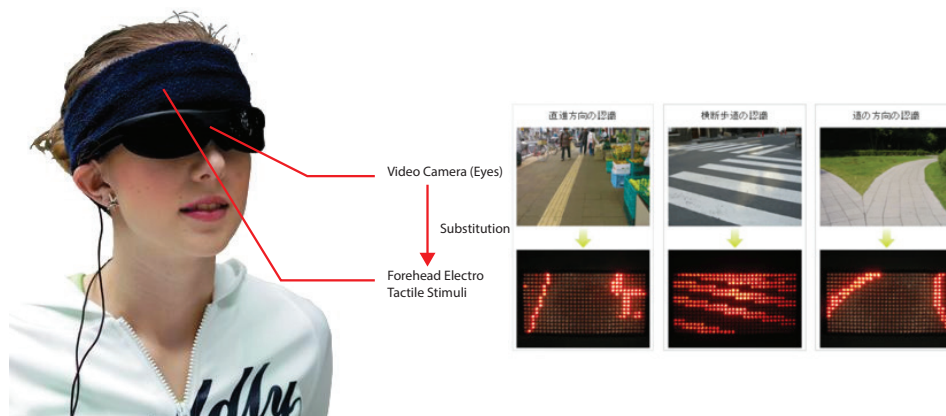 Video Camera (Eyes)
Substitution
Forehead Electro
Tactile Stimuli
直進方向の認識
横断歩道の認識
道の方向の認識